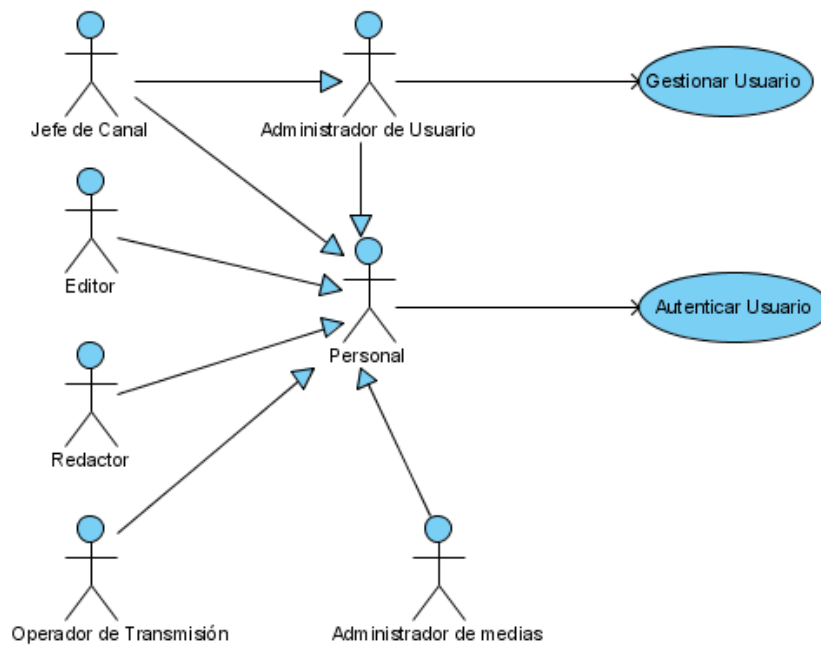 Jefe de Canal
Administrador de Usuario
Gestionar Usuario
Editor
Personal
Autenticar Usuario
Redactor
Operador de Transmisión
Administrador de medias